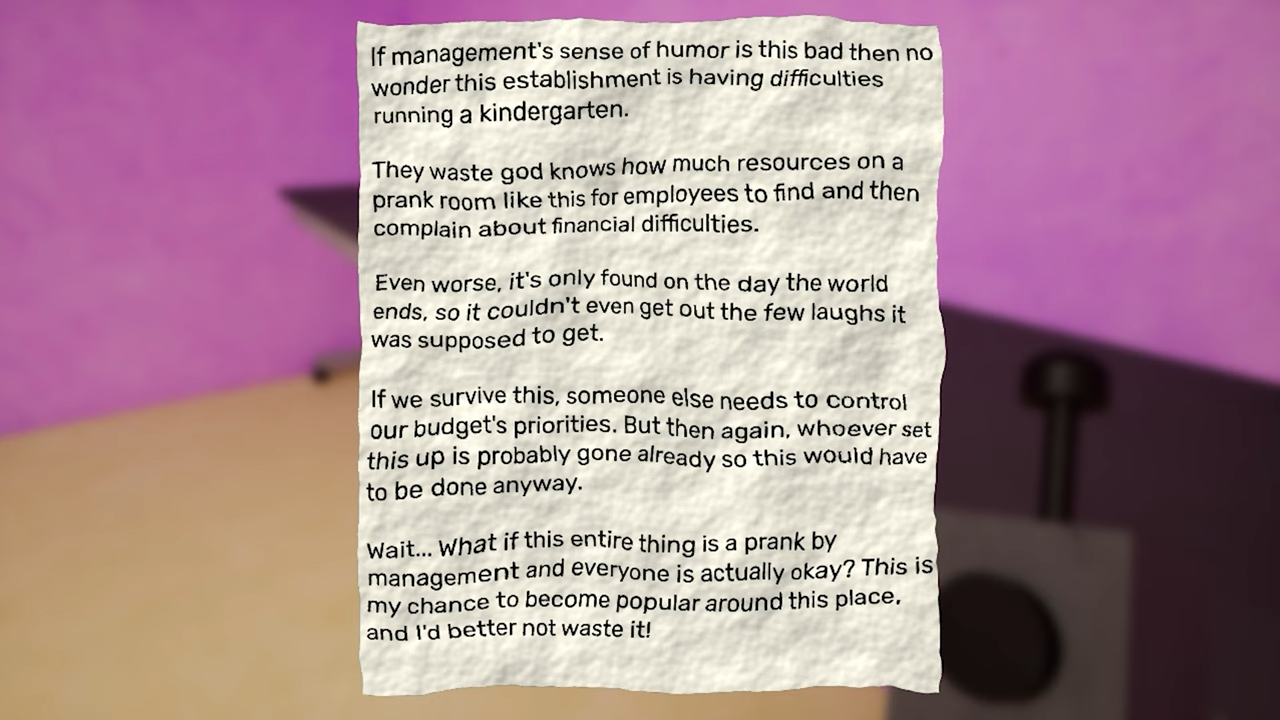 If management's sense of humor is this bad then no
wonder this establishment is having difficulties
running a kindergarten.
They waste god knows how much resources on a
prank room like this for employees to find and then
complain about financial difficulties.
Even worse, it's only found on the day the world
ends, so it couldn't even get out the few laughs it
was supposed to get.
If we survive this, someone else needs to control
our budget's priorities. But then again, whoever set
this up is probably gone already so this would have
to be done anyway.
Wait... What if this entire thing is a prank by
management and everyone is actually okay? This is
my chance to become popular around this place,
and I'd better not waste it!